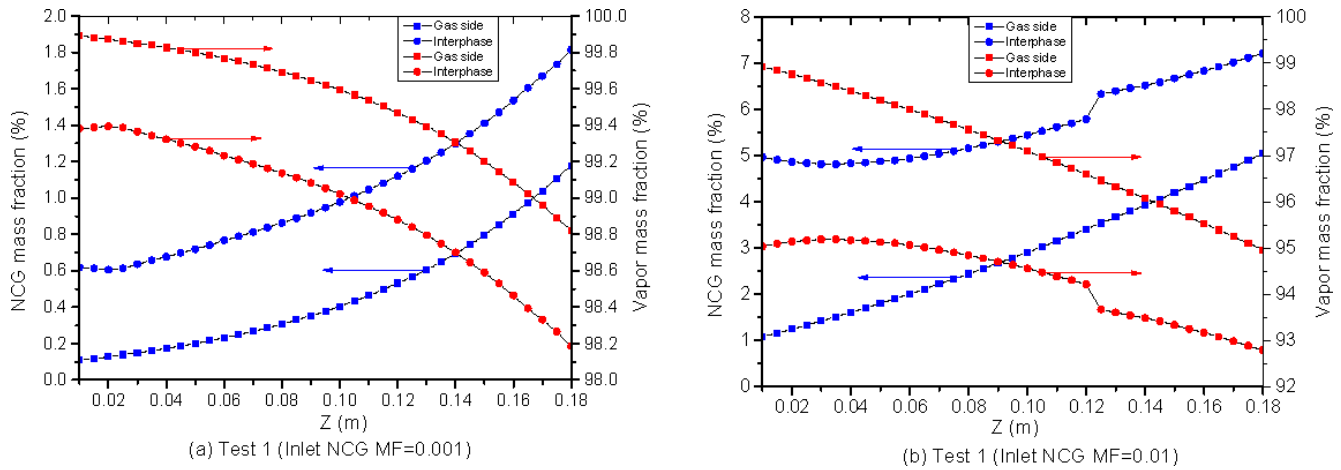 2.0
1.8
1.6
1.4
1.2
1.0
0.8
0.6
0.4
0.2
0.0
NCG mass fraction (%)
Gas side
Interphase
Gas side
Interphase
100.0
99.8
99.6
99.4
99.2
99.0
98.8
98.6
98.4
98.2
98.0
Vapor mass fraction (%)
0.02 0.04 0.06 0.08 0.10 0.12 0.14 0.16 0.18
Z (m)
(a) Test 1 (Inlet NCG MF=0.001)
8
7
6
5
4
3
2
1
0
NCG mass fraction (%)
Gas side
Interphase
Gas side
Interphase
100
99
98
97
96
95
94
93
92
Vapor mass fraction (%)
0.02 0.04 0.06 0.08 0.10 0.12 0.14 0.16 0.18
Z (m)
(b) Test 1 (Inlet NCG MF=0.01)